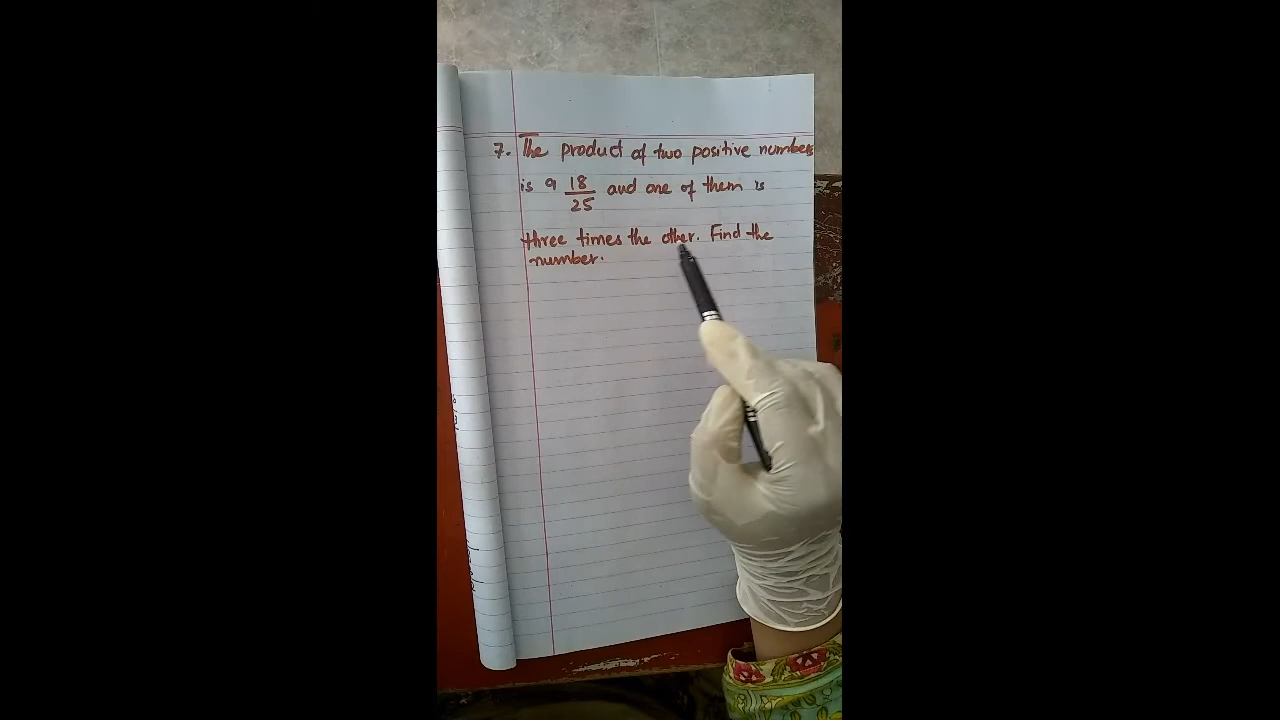 7. The product of two positive numbers
is 9 18/25 and one of them is
three times the other. Find the
number.